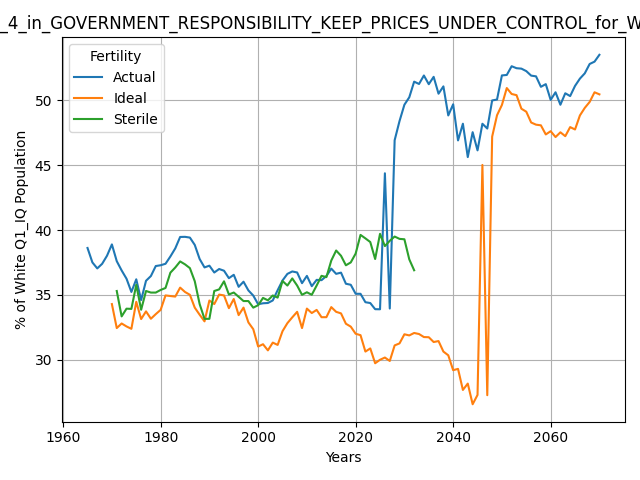 _4_in_GOVERNMENT_RESPONSIBILITY_KEEP_PRICES_UNDER_CONTROL_for_W
Fertility
Actual
Ideal
Sterile
% of White Q1_IQ Population
50
45
40
35
30
1960
1980
2000
2020
2040
2060
Years